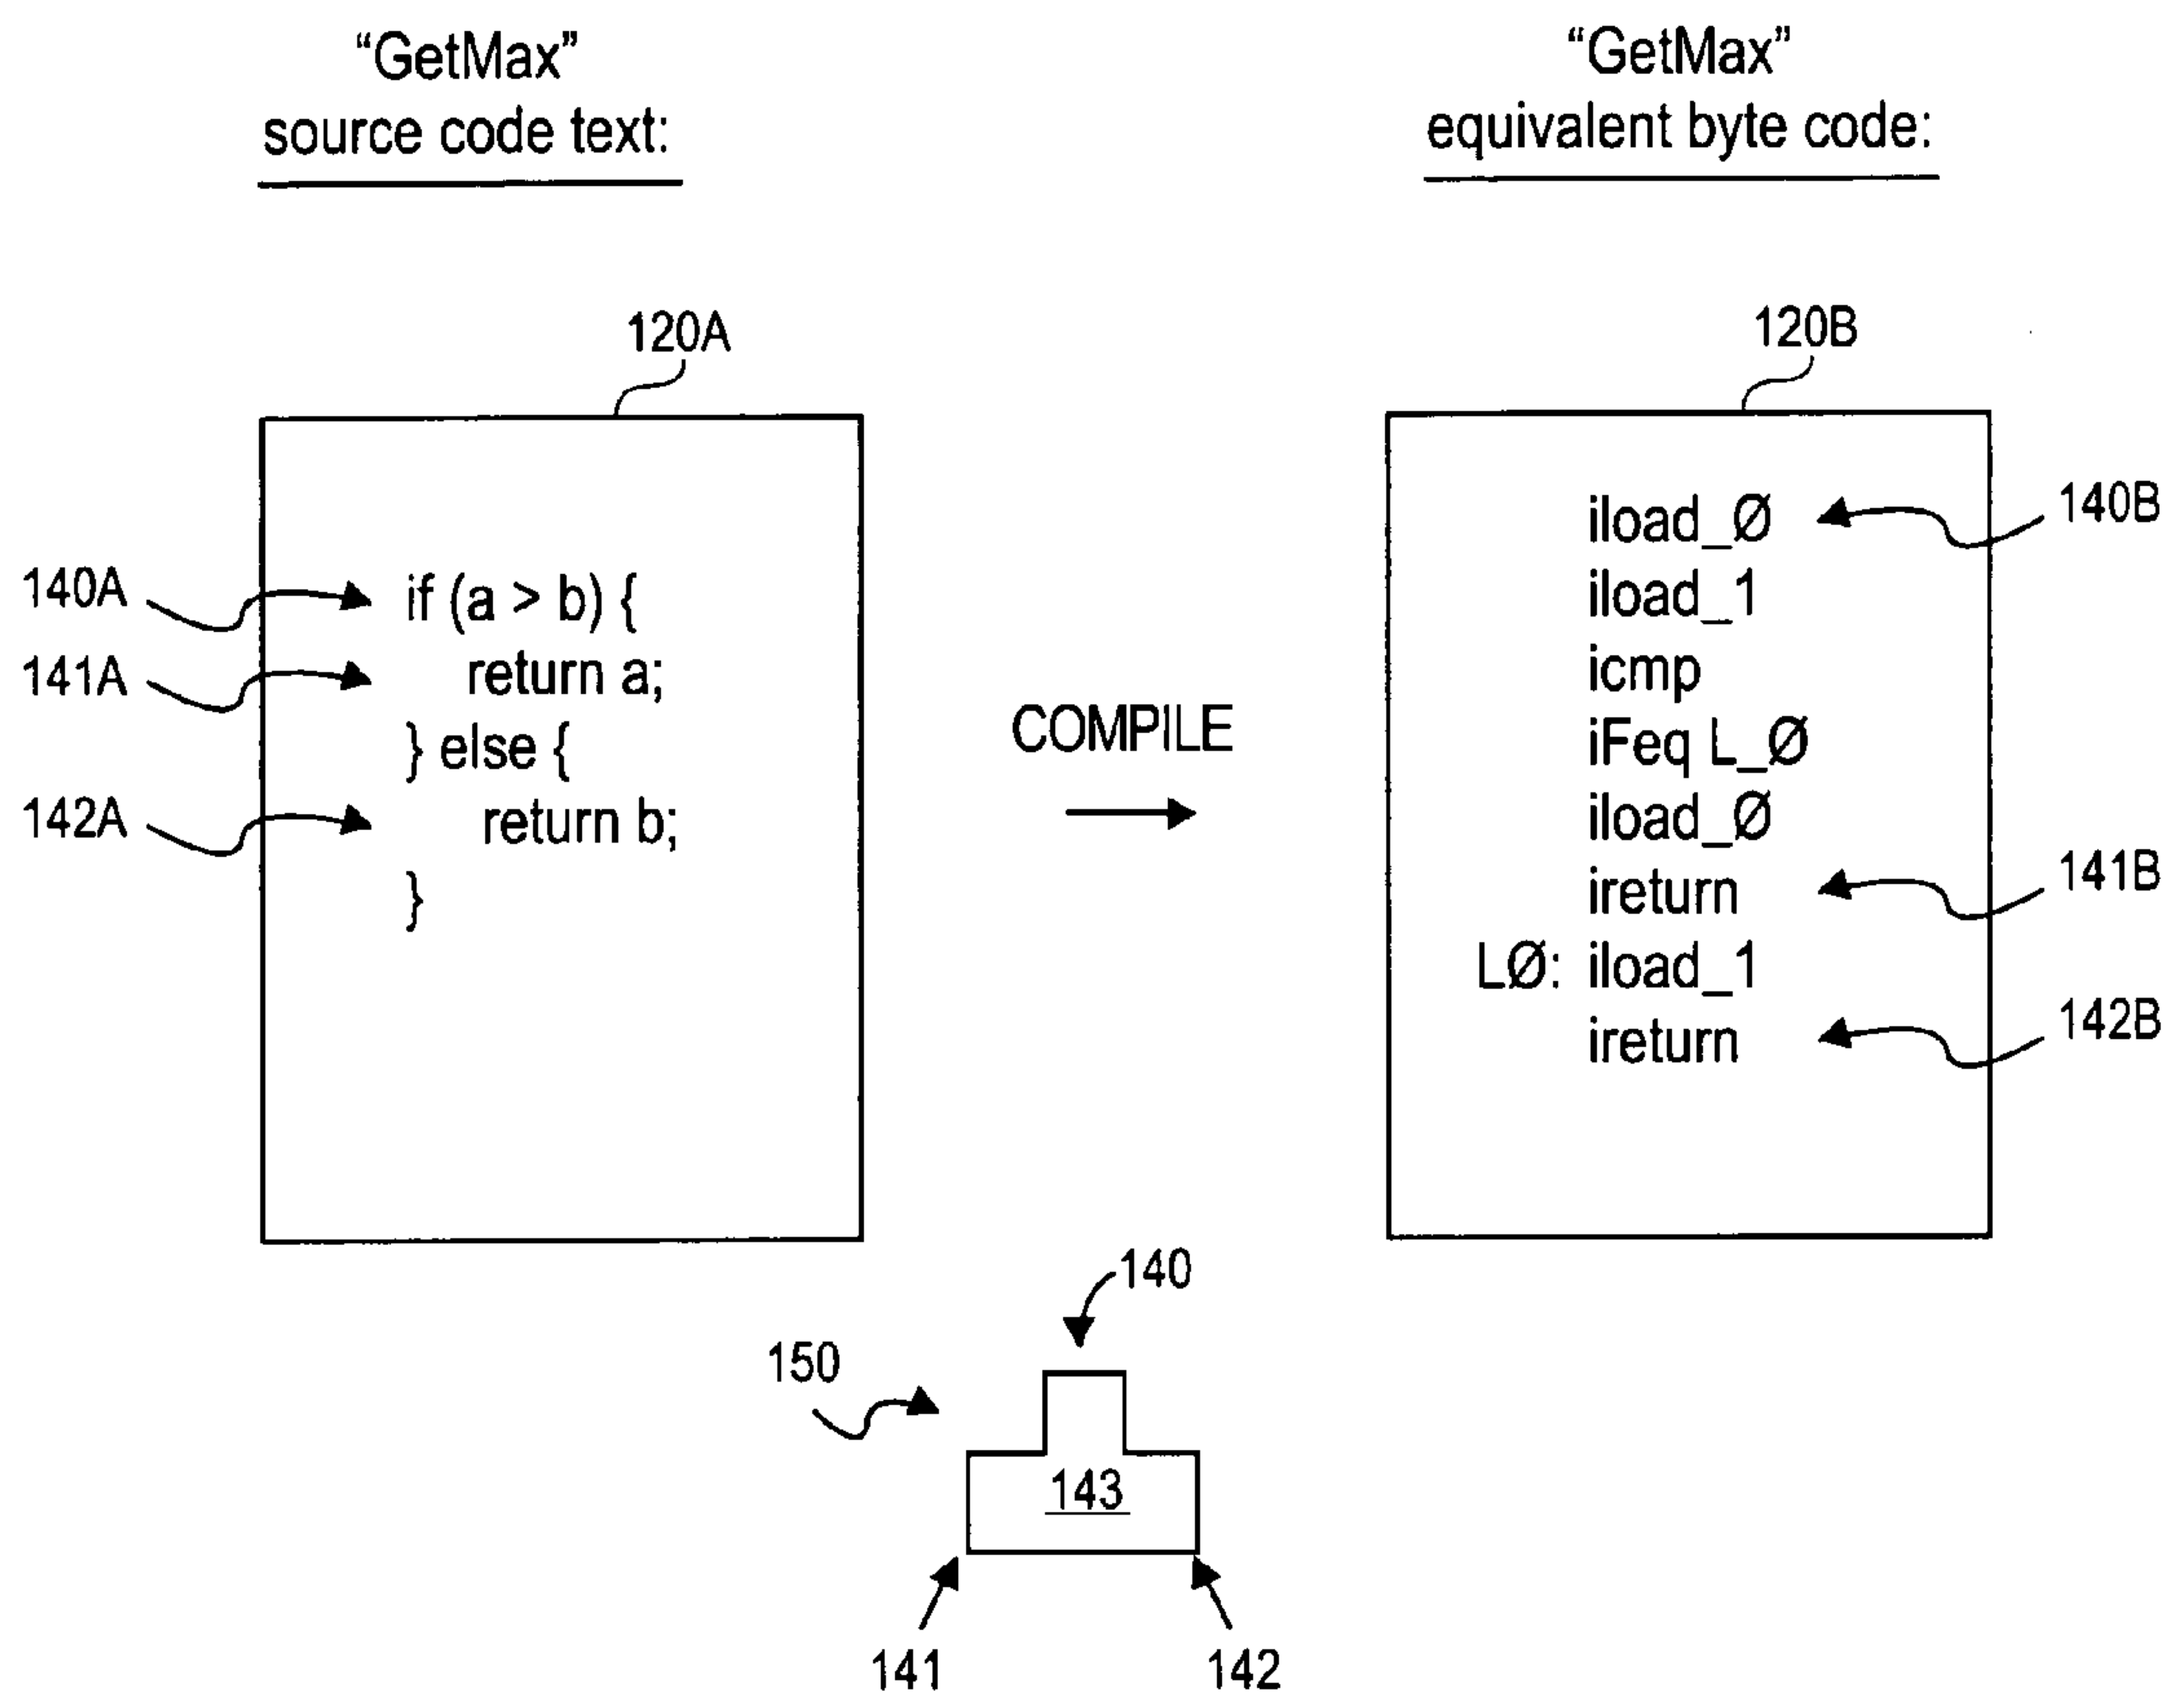 “GetMax”
source code text:
“GetMax”
equivalent byte code:
120A
120B
140A
if (a > b) {
141A
return a;
} else {
142A
return b;
}
COMPILE
iload_Ø
140B
iload_1
icmp
iFeq L_Ø
iload_Ø
ireturn
141B
LØ: iload_1
ireturn
142B
140
150
143
141
142